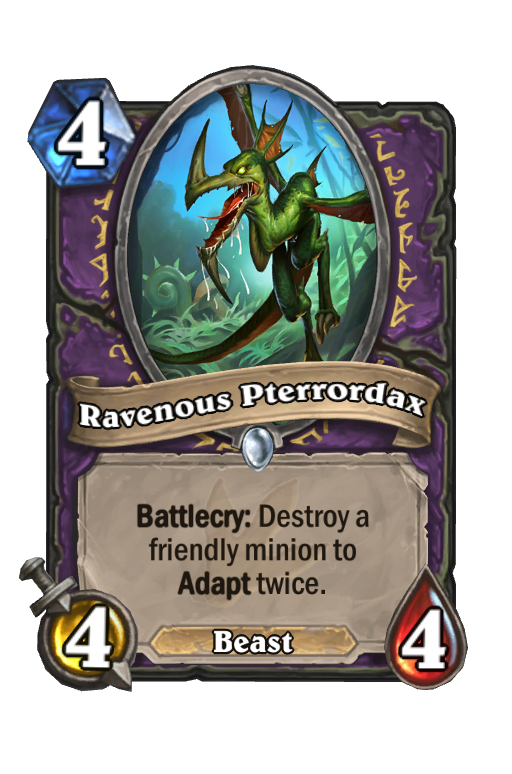 4
Ravenous Pterrordax
Battlecry: Destroy a
friendly minion to
Adapt twice.
4
Beast
4